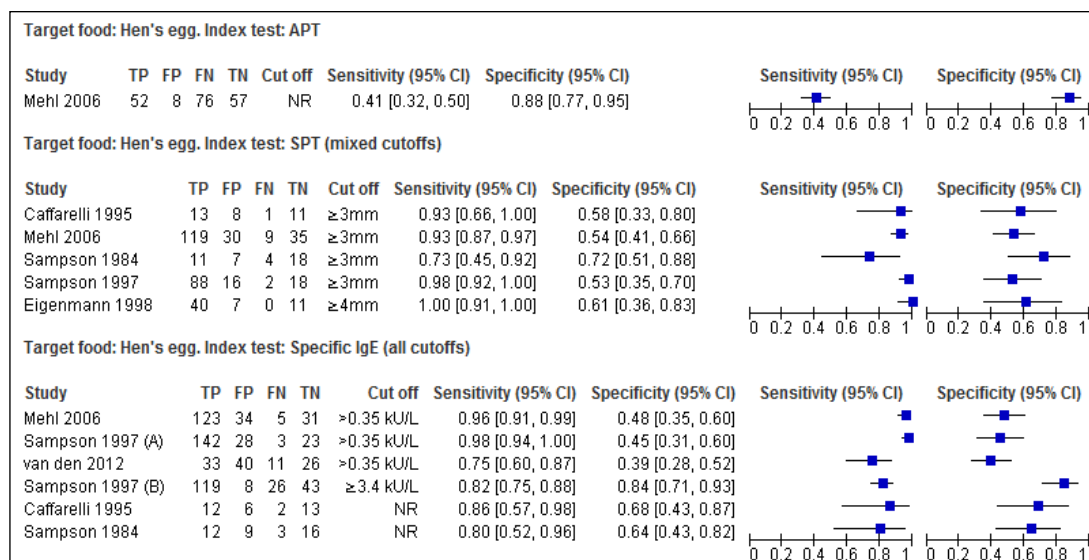 Target food: Hen's egg. Index test: APT
Study TP FP FN TN Cut off Sensitivity (95% CI) Specificity (95% CI) Sensitivity (95% CI) Specificity (95% CI)
Mehl 2006 52 8 76 57 NR 0.41 [0.32, 0.50] 0.88 [0.77, 0.95]
0 0.2 0.4 0.6 0.8 1 0 0.2 0.4 0.6 0.8 1
Target food: Hen's egg. Index test: SPT (mixed cutoffs)
Study TP FP FN TN Cut off Sensitivity (95% CI) Specificity (95% CI) Sensitivity (95% CI) Specificity (95% CI)
Caffarelli 1995 13 8 1 11 ≥3mm 0.93 [0.66, 1.00] 0.58 [0.33, 0.80]
Mehl 2006 119 30 9 35 ≥3mm 0.93 [0.87, 0.97] 0.54 [0.41, 0.66]
Sampson 1984 11 7 4 18 ≥3mm 0.73 [0.45, 0.92] 0.72 [0.51, 0.88]
Sampson 1997 88 16 2 18 ≥3mm 0.98 [0.92, 1.00] 0.53 [0.35, 0.70]
Eigenmann 1998 40 7 0 11 ≥4mm 1.00 [0.91, 1.00] 0.61 [0.36, 0.83]
0 0.2 0.4 0.6 0.8 1 0 0.2 0.4 0.6 0.8 1
Target food: Hen's egg. Index test: Specific IgE (all cutoffs)
Study TP FP FN TN Cut off Sensitivity (95% CI) Specificity (95% CI) Sensitivity (95% CI) Specificity (95% CI)
Mehl 2006 123 34 5 31 >0.35 kU/L 0.96 [0.91, 0.99] 0.48 [0.35, 0.60]
Sampson 1997 (A) 142 28 3 23 >0.35 kU/L 0.98 [0.94, 1.00] 0.45 [0.31, 0.60]
van den 2012 33 40 11 26 >0.35 kU/L 0.75 [0.60, 0.87] 0.39 [0.28, 0.52]
Sampson 1997 (B) 119 8 26 43 ≥3.4 kU/L 0.82 [0.75, 0.88] 0.84 [0.71, 0.93]
Caffarelli 1995 12 6 2 13 NR 0.86 [0.57, 0.98] 0.68 [0.43, 0.87]
Sampson 1984 12 9 3 16 NR 0.80 [0.52, 0.96] 0.64 [0.43, 0.82]
0 0.2 0.4 0.6 0.8 1 0 0.2 0.4 0.6 0.8 1